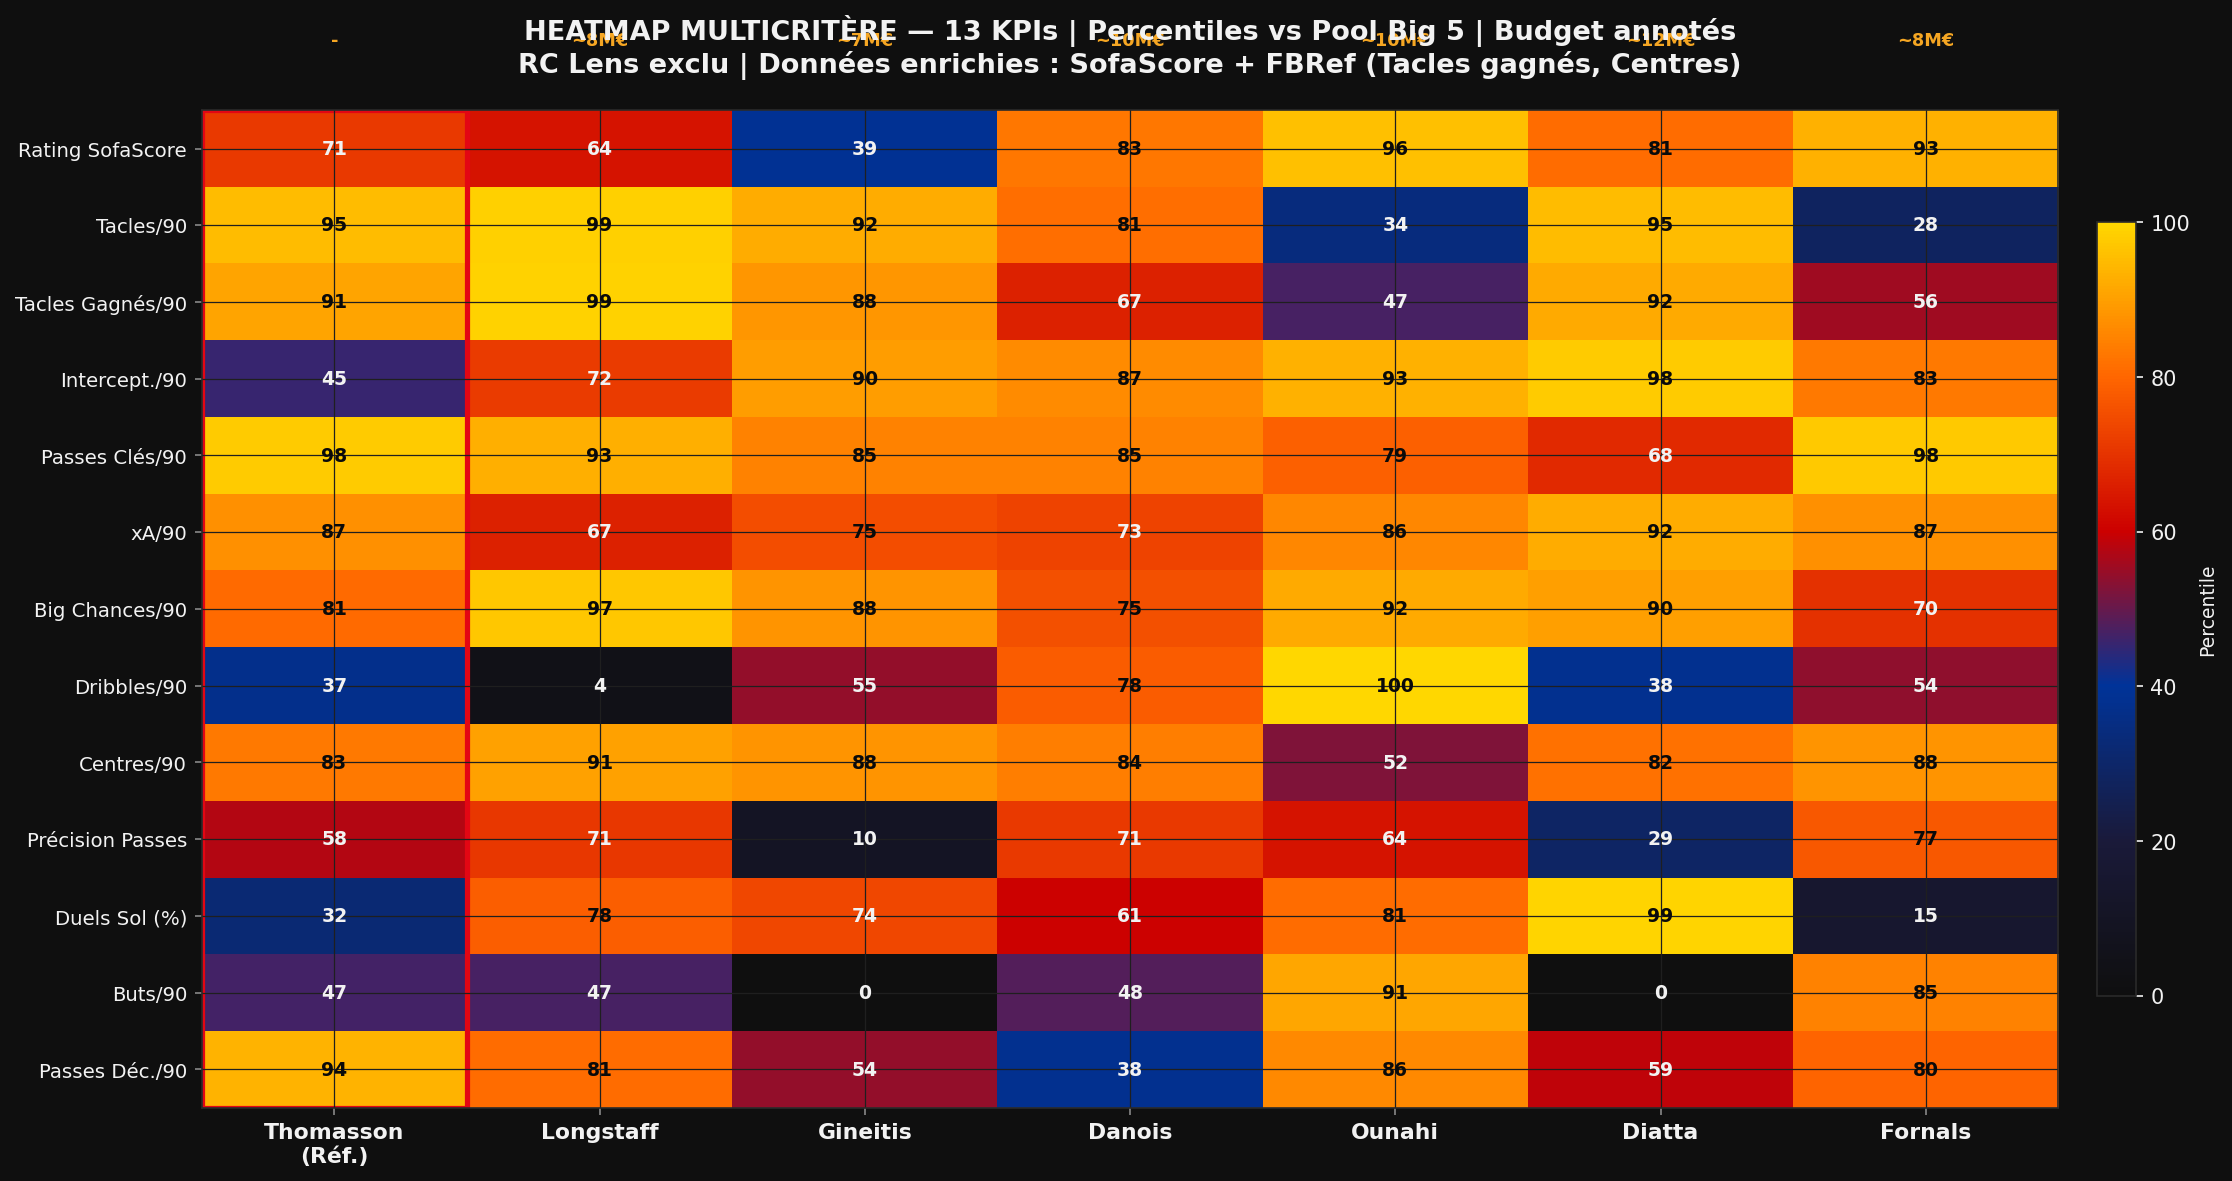 HEATMAP MULTICRITÈRE — 13 KPIs | Percentiles vs Pool Big 5 | Budget annotés
- ~8M€ ~7M€ ~10M€ ~10M€ ~12M€ ~8M€
RC Lens exclu | Données enrichies : SofaScore + FBRef (Tacles gagnés, Centres)
Rating SofaScore 71 64 39 83 96 81 93
Tacles/90 95 99 92 81 34 95 28
Tacles Gagnés/90 91 99 88 67 47 92 56
Intercept./90 45 72 90 87 93 98 83
Passes Clés/90 98 93 85 85 79 68 98
xA/90 87 67 75 73 86 92 87
Big Chances/90 81 97 88 75 92 90 70
Dribbles/90 37 4 55 78 100 38 54
Centres/90 83 91 88 84 52 82 88
Précision Passes 58 71 10 71 64 29 77
Duels Sol (%) 32 78 74 61 81 99 15
Buts/90 47 47 0 48 91 0 85
Passes Déc./90 94 81 54 38 86 59 80
Thomasson Longstaff Gineitis Danois Ounahi Diatta Fornals
(Réf.)
100
80
60
40
20
0
Percentile